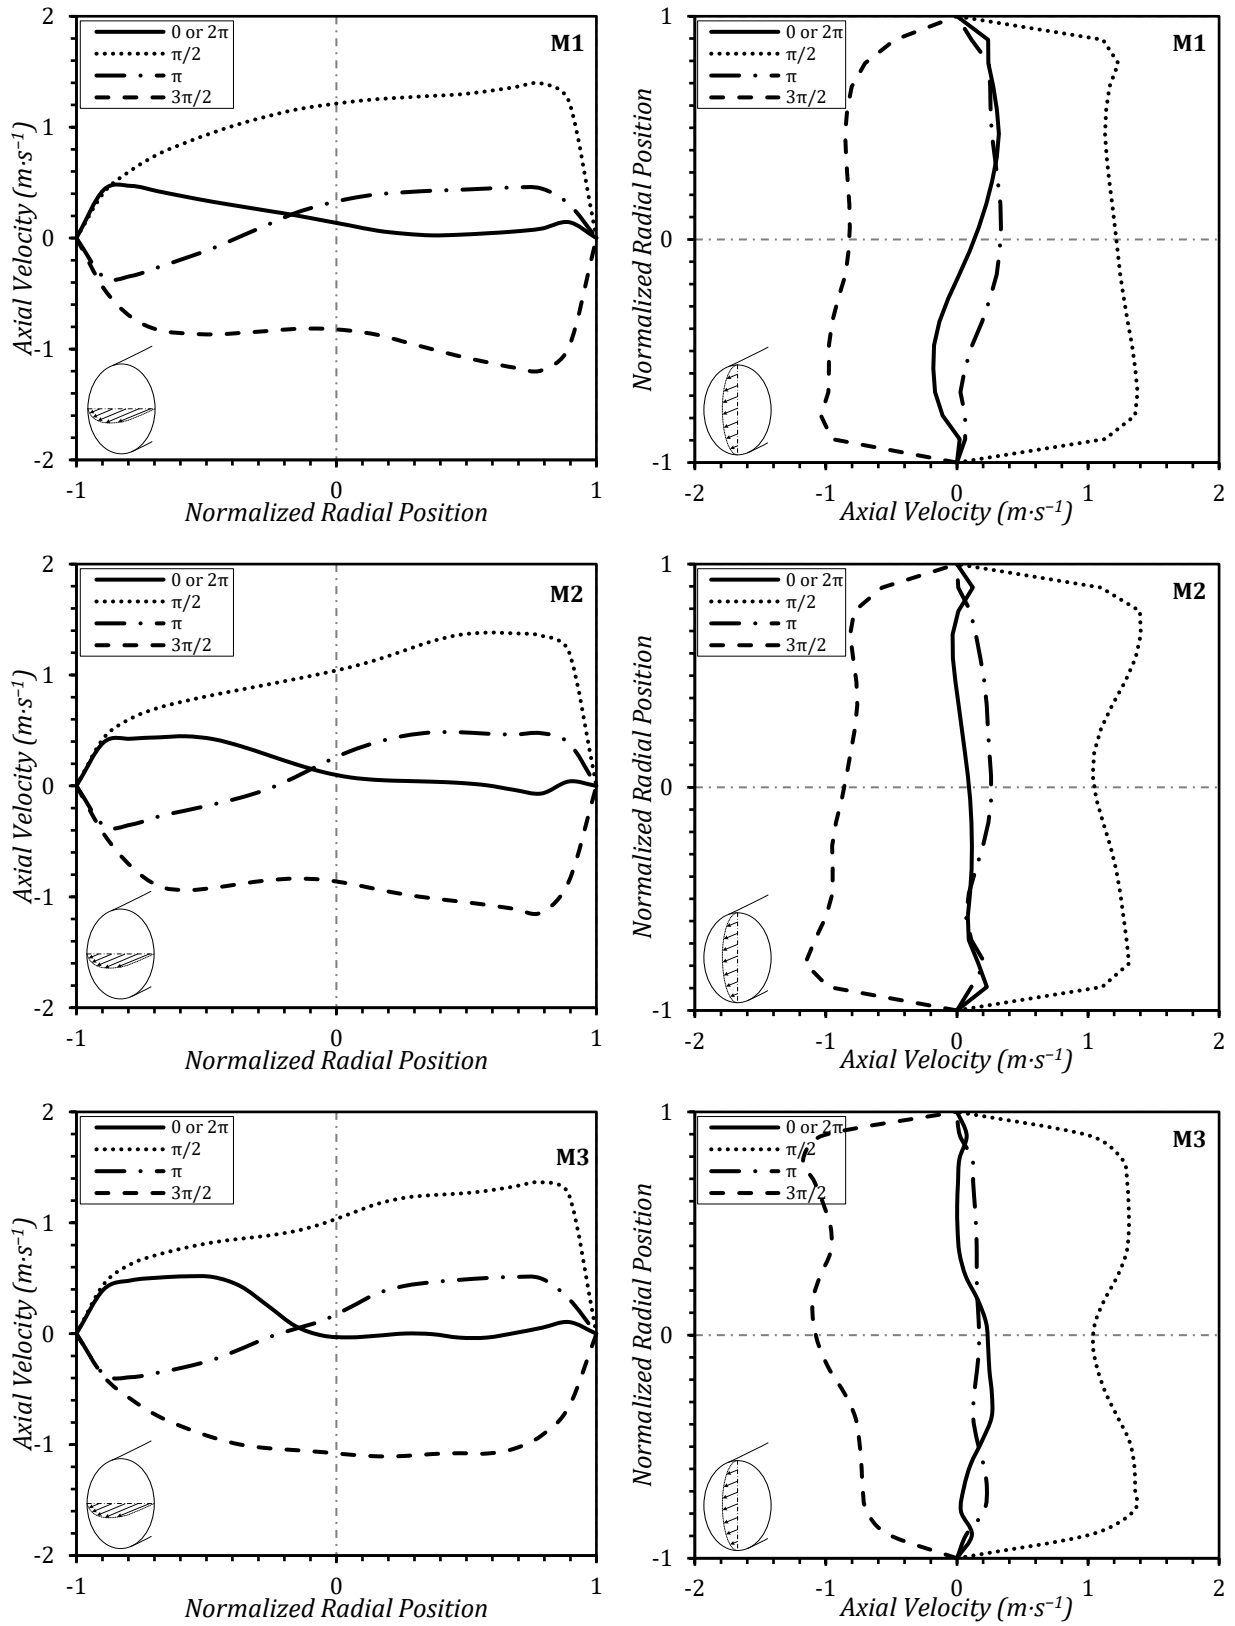 2
0 or 2π
π/2
π
3π/2
M1
1
0
-1
-2
Axial Velocity (m·s⁻¹)
-1
0
1
Normalized Radial Position
1
0 or 2π
π/2
π
3π/2
M1
0
-1
Normalized Radial Position
-2
-1
0
1
2
Axial Velocity (m·s⁻¹)
2
0 or 2π
π/2
π
3π/2
M2
1
0
-1
-2
Axial Velocity (m·s⁻¹)
-1
0
1
Normalized Radial Position
1
0 or 2π
π/2
π
3π/2
M2
0
-1
Normalized Radial Position
-2
-1
0
1
2
Axial Velocity (m·s⁻¹)
2
0 or 2π
π/2
π
3π/2
M3
1
0
-1
-2
Axial Velocity (m·s⁻¹)
-1
0
1
Normalized Radial Position
1
0 or 2π
π/2
π
3π/2
M3
0
-1
Normalized Radial Position
-2
-1
0
1
2
Axial Velocity (m·s⁻¹)